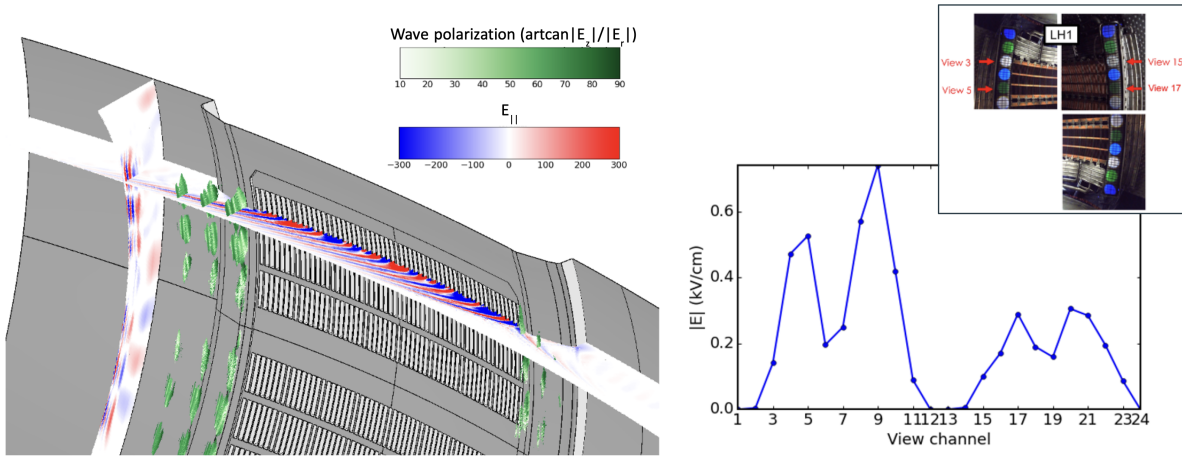 Wave polarization (artcan|E_z|/|E_r|)
10 20 30 40 50 60 70 80 90
E_||
−300 −200 −100 0 100 200 300
LH1
View 3
View 5
View 15
View 17
0.6
0.4
0.2
0.0
|E| (kV/cm)
1 3 5 7 9 11 12 13 15 17 19 21 23 24
View channel